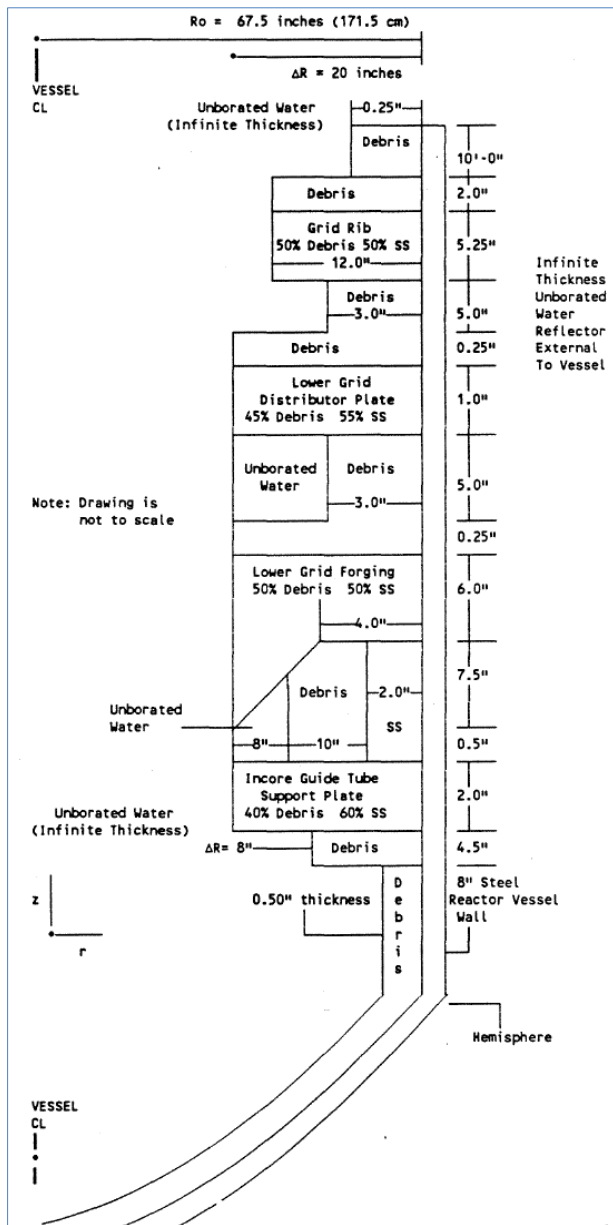 Ro = 67.5 inches (171.5 cm)
ΔR = 20 inches
VESSEL
CL
Unborated Water
(Infinite Thickness)
0.25"
Debris
10'-0"
Debris
2.0"
Grid Rib
50% Debris 50% SS
12.0"
5.25"
Infinite
Thickness
Unborated
Water
Reflector
External
To Vessel
Debris
3.0"
5.0"
Debris
0.25"
Lower Grid
Distributor Plate
45% Debris 55% SS
1.0"
Unborated
Water
Debris
3.0"
5.0"
Note: Drawing is
not to scale
0.25"
Lower Grid Forging
50% Debris 50% SS
4.0"
6.0"
7.5"
Debris
2.0"
SS
Unborated
Water
8"
10"
0.5"
Incore Guide Tube
Support Plate
40% Debris 60% SS
2.0"
Unborated Water
(Infinite Thickness)
ΔR= 8"
Debris
4.5"
z
r
0.50" thickness
Debris
8" Steel
Reactor Vessel
Wall
Hemisphere
VESSEL
CL